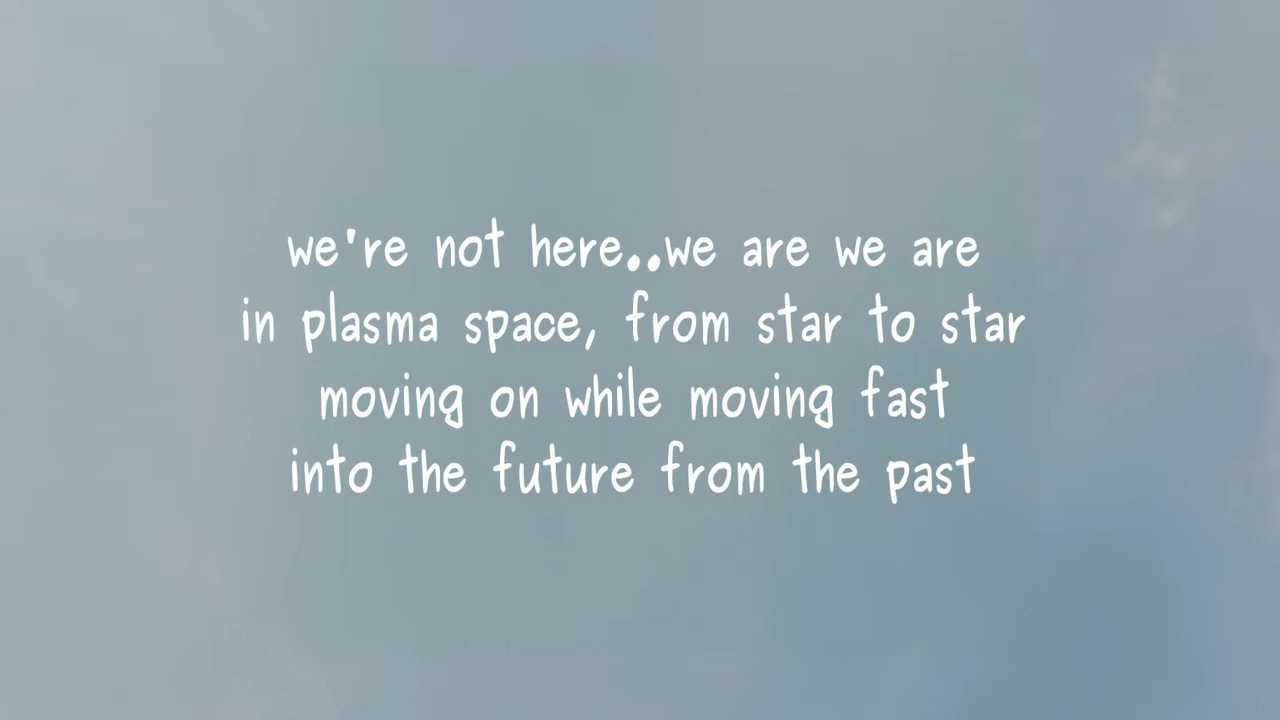 we're not here..we are we are
in plasma space, from star to star
moving on while moving fast
into the future from the past